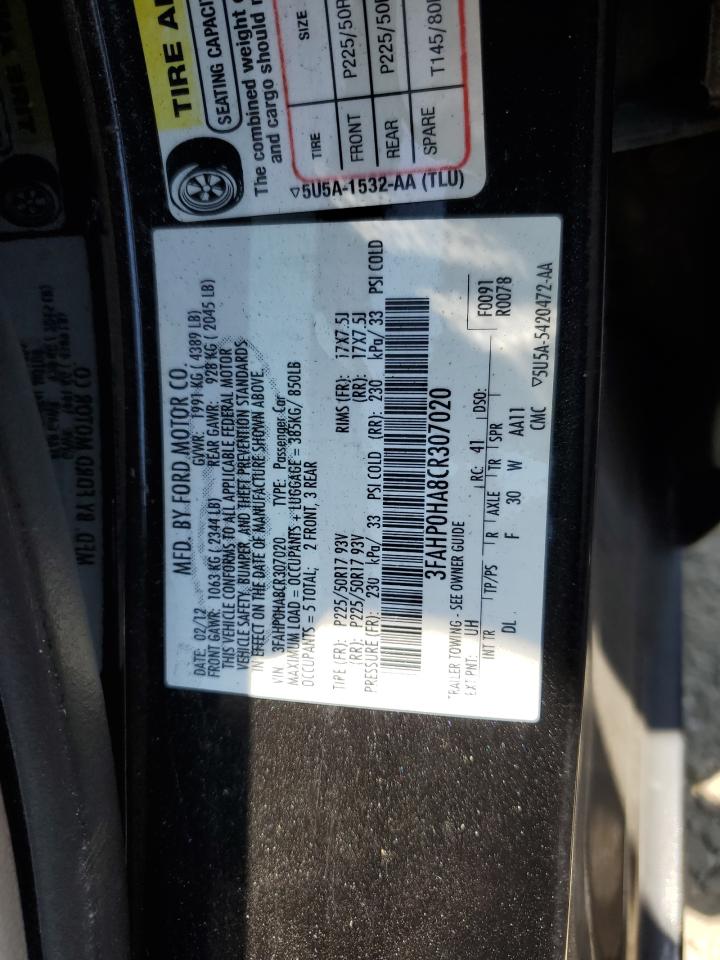 TIRE A
SEATING CAPACI
The combined weight
and cargo should
TIRE SIZE
FRONT P225/50R
REAR P225/50
SPARE T145/80
▽5U5A-1532-AA (TLU)
MFD. BY FORD MOTOR CO.
DATE: 02/12 GVWR: 1991 KG ( 4389 LB)
FRONT GAWR: 1063 KG ( 2344 LB) REAR GAWR: 928 KG ( 2045 LB)
THIS VEHICLE CONFORMS TO ALL APPLICABLE FEDERAL MOTOR
VEHICLE SAFETY, BUMPER, AND THEFT PREVENTION STANDARDS
IN EFFECT ON THE DATE OF MANUFACTURE SHOWN ABOVE.
VIN: 3FAHP0HA8CR307020 TYPE: Passenger Car
MAXIMUM LOAD = OCCUPANTS + LUGGAGE = 385KG/ 850LB
OCCUPANTS = 5 TOTAL; 2 FRONT, 3 REAR
TIRE (FR): P225/50R17 93V RIMS (FR): 17X7.5J
(RR): P225/50R17 93V (RR): 17X7.5J
PRESSURE (FR): 230 kPa/ 33 PSI COLD (RR): 230 kPa/ 33 PSI COLD
3FAHP0HA8CR307020
TRAILER TOWING - SEE OWNER GUIDE
F0091
EXT PNT: UH RC: 41 DSO: R0078
INT TR TP/PS R AXLE TR SPR
DL F 30 W AA11
CMC ▽5U5A-5420472-AA